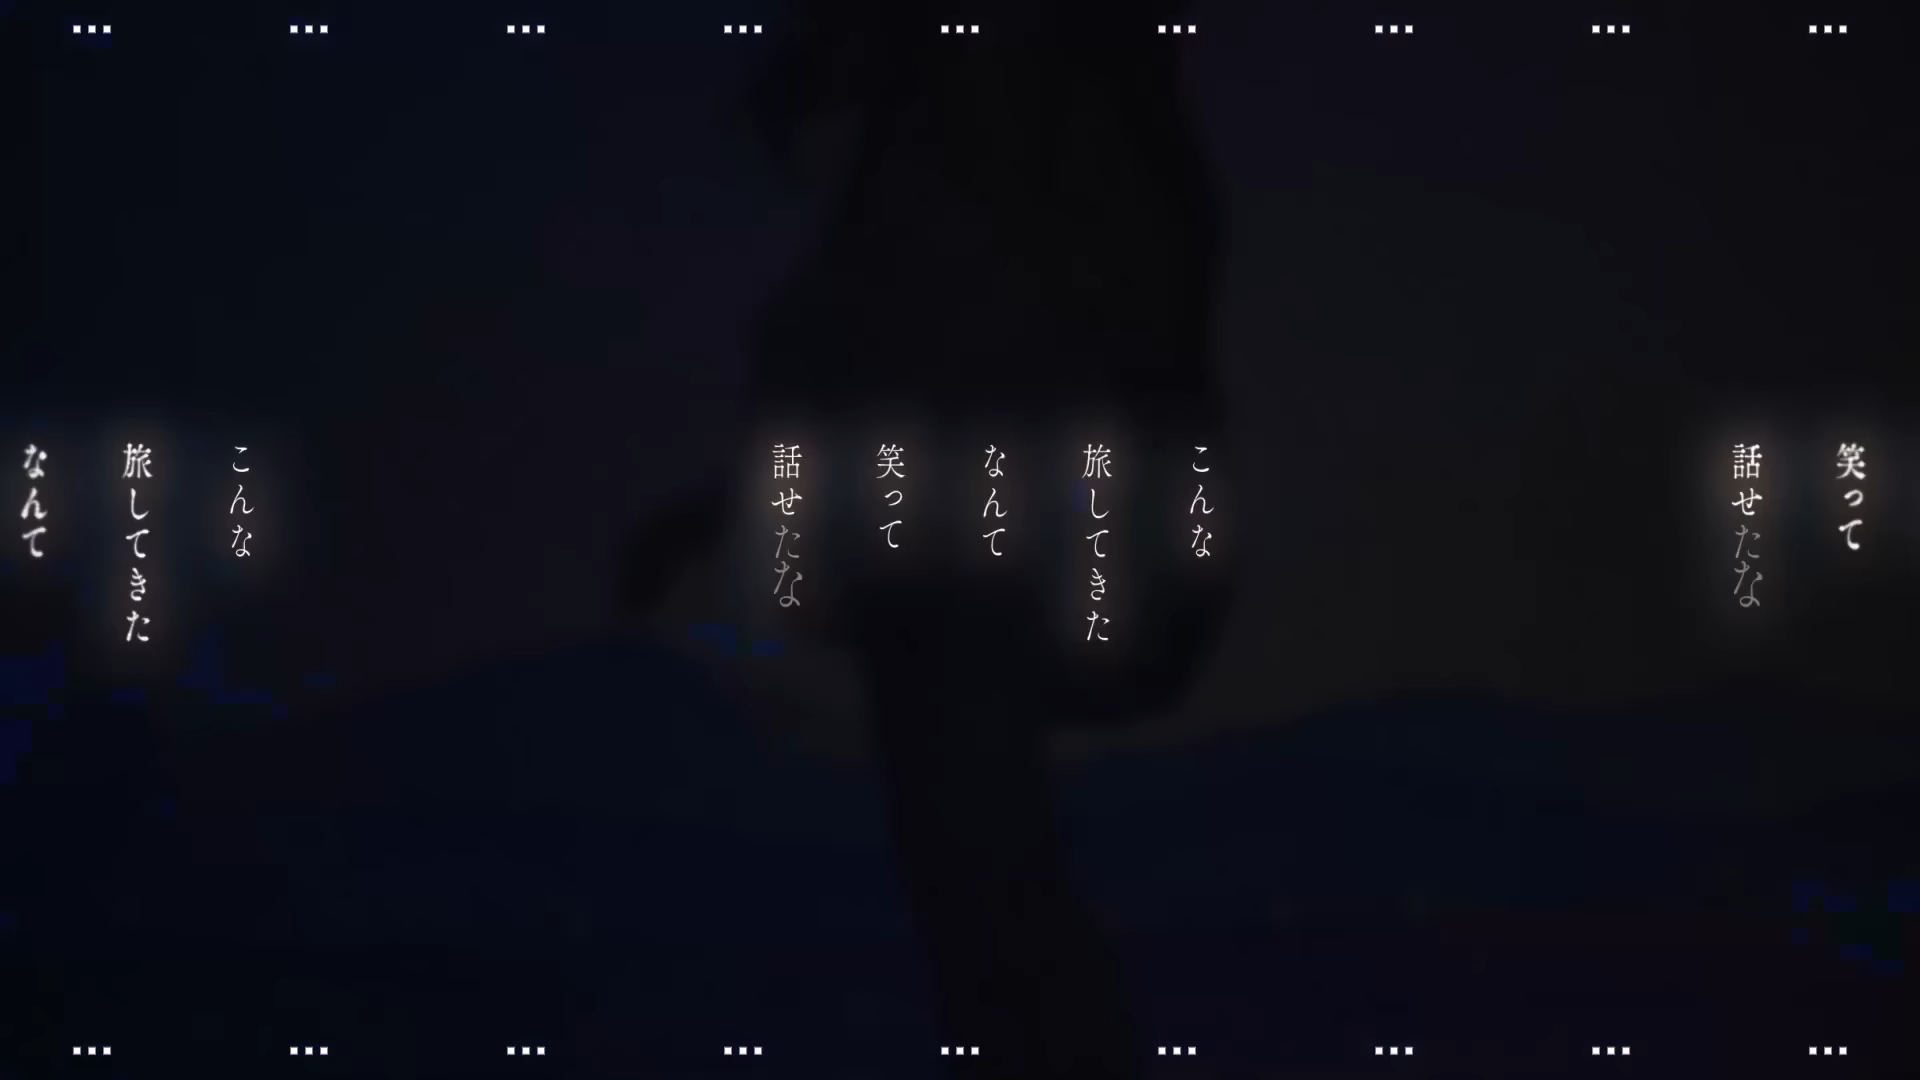 笑って
話せたな
こんな
旅してきた
なんて
笑って
話せたな
こんな
旅してきた
なんて